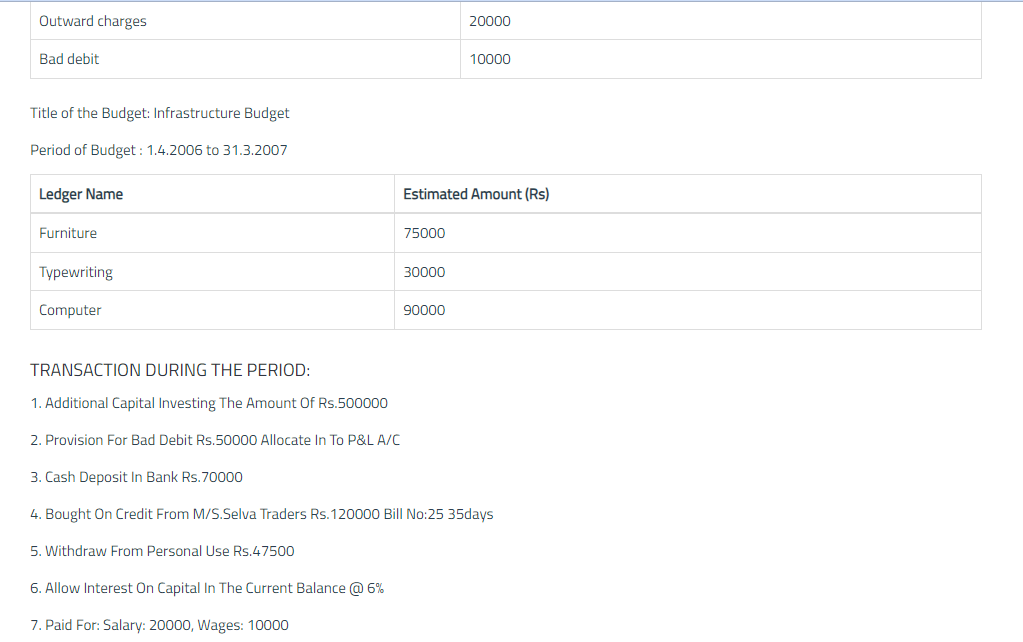 Outward charges 20000
Bad debit 10000
Title of the Budget: Infrastructure Budget
Period of Budget : 1.4.2006 to 31.3.2007
Ledger Name Estimated Amount (Rs)
Furniture 75000
Typewriting 30000
Computer 90000
TRANSACTION DURING THE PERIOD:
1. Additional Capital Investing The Amount Of Rs.500000
2. Provision For Bad Debit Rs.50000 Allocate In To P&L A/C
3. Cash Deposit In Bank Rs.70000
4. Bought On Credit From M/S.Selva Traders Rs.120000 Bill No:25 35days
5. Withdraw From Personal Use Rs.47500
6. Allow Interest On Capital In The Current Balance @ 6%
7. Paid For: Salary: 20000, Wages: 10000